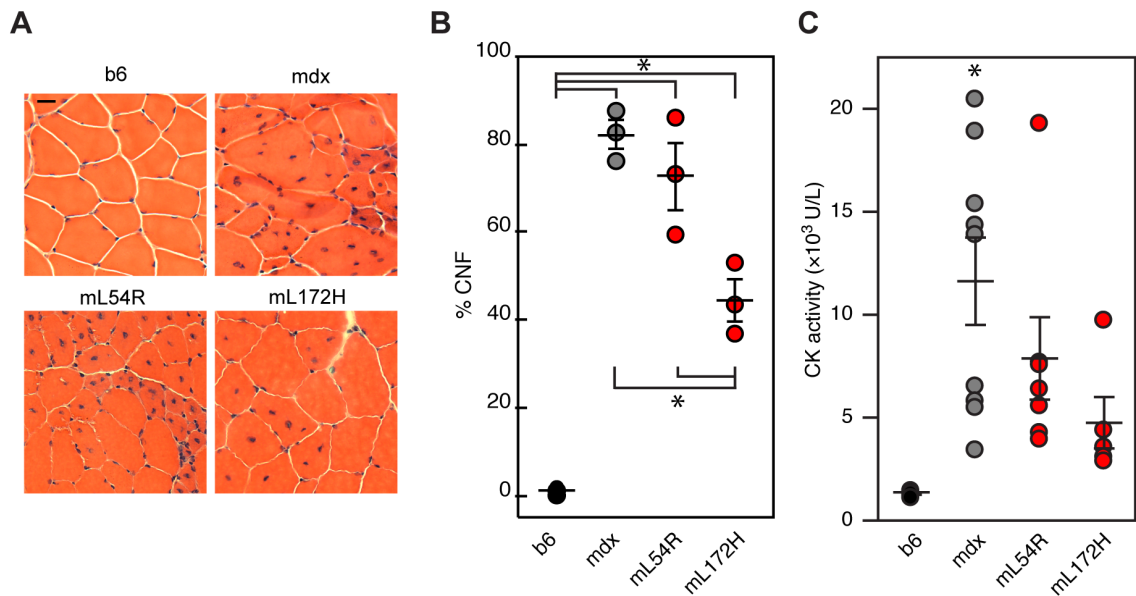 A
b6
mdx
mL54R
mL172H
B
100
80
60
40
20
0
% CNF
*
*
b6
mdx
mL54R
mL172H
C
20
15
10
5
0
CK activity (×10³ U/L)
*
b6
mdx
mL54R
mL172H